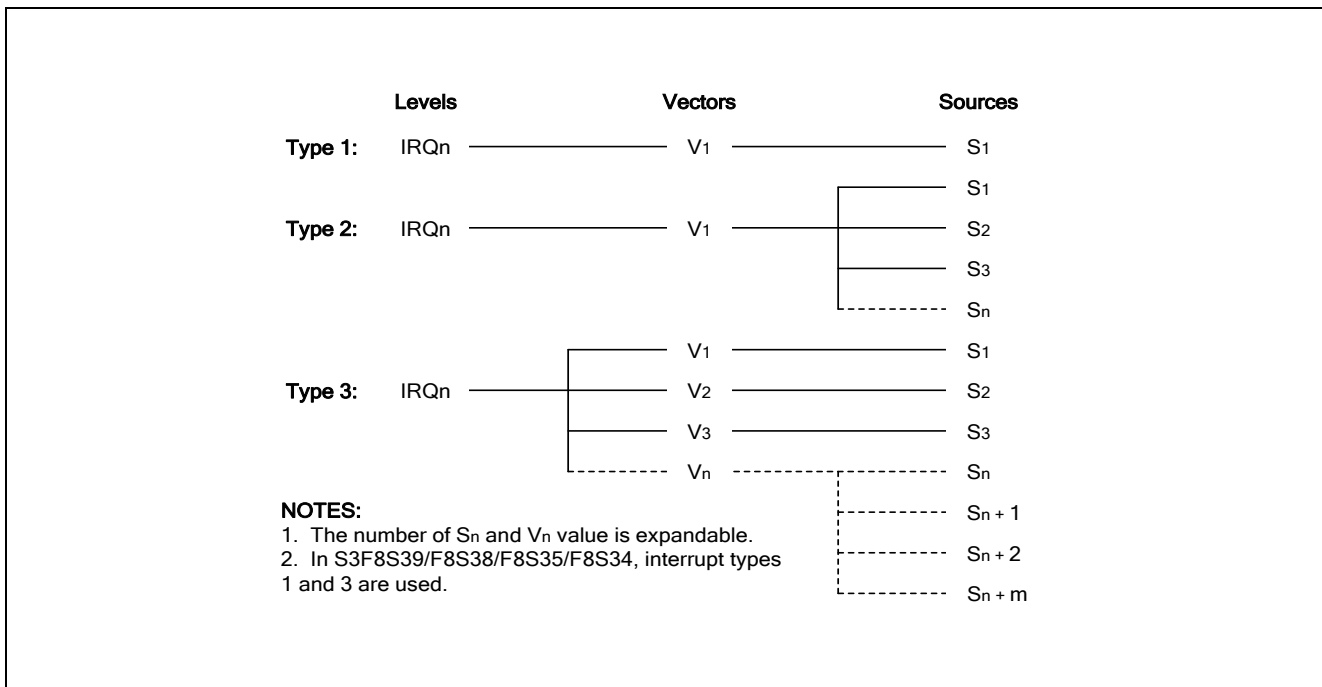 Levels Vectors Sources
Type 1: IRQn V1 S1
S1
Type 2: IRQn V1 S2
S3
Sn
V1 S1
Type 3: IRQn V2 S2
V3 S3
Vn Sn
NOTES:
Sn + 1
1. The number of Sn and Vn value is expandable.
2. In S3F8S39/F8S38/F8S35/F8S34, interrupt types
Sn + 2
1 and 3 are used.
Sn + m